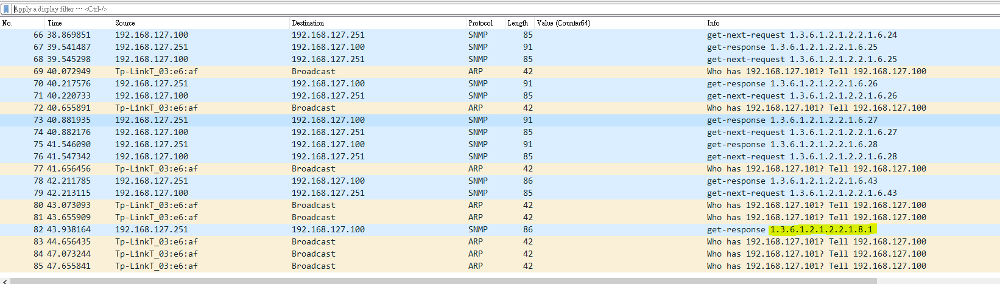 Apply a display filter … <Ctrl-/>
No. Time Source Destination Protocol Length Value (Counter64) Info
66 38.869851 192.168.127.100 192.168.127.251 SNMP 85 get-next-request 1.3.6.1.2.1.2.2.1.6.24
67 39.541487 192.168.127.251 192.168.127.100 SNMP 91 get-response 1.3.6.1.2.1.2.2.1.6.25
68 39.545298 192.168.127.100 192.168.127.251 SNMP 85 get-next-request 1.3.6.1.2.1.2.2.1.6.25
69 40.072949 Tp-LinkT_03:e6:af Broadcast ARP 42 Who has 192.168.127.101? Tell 192.168.127.100
70 40.217576 192.168.127.251 192.168.127.100 SNMP 91 get-response 1.3.6.1.2.1.2.2.1.6.26
71 40.220733 192.168.127.100 192.168.127.251 SNMP 85 get-next-request 1.3.6.1.2.1.2.2.1.6.26
72 40.655891 Tp-LinkT_03:e6:af Broadcast ARP 42 Who has 192.168.127.101? Tell 192.168.127.100
73 40.881935 192.168.127.251 192.168.127.100 SNMP 91 get-response 1.3.6.1.2.1.2.2.1.6.27
74 40.882176 192.168.127.100 192.168.127.251 SNMP 85 get-next-request 1.3.6.1.2.1.2.2.1.6.27
75 41.546090 192.168.127.251 192.168.127.100 SNMP 91 get-response 1.3.6.1.2.1.2.2.1.6.28
76 41.547342 192.168.127.100 192.168.127.251 SNMP 85 get-next-request 1.3.6.1.2.1.2.2.1.6.28
77 41.656456 Tp-LinkT_03:e6:af Broadcast ARP 42 Who has 192.168.127.101? Tell 192.168.127.100
78 42.211785 192.168.127.251 192.168.127.100 SNMP 86 get-response 1.3.6.1.2.1.2.2.1.6.43
79 42.213115 192.168.127.100 192.168.127.251 SNMP 85 get-next-request 1.3.6.1.2.1.2.2.1.6.43
80 43.073093 Tp-LinkT_03:e6:af Broadcast ARP 42 Who has 192.168.127.101? Tell 192.168.127.100
81 43.655909 Tp-LinkT_03:e6:af Broadcast ARP 42 Who has 192.168.127.101? Tell 192.168.127.100
82 43.938164 192.168.127.251 192.168.127.100 SNMP 86 get-response 1.3.6.1.2.1.2.2.1.8.1
83 44.656435 Tp-LinkT_03:e6:af Broadcast ARP 42 Who has 192.168.127.101? Tell 192.168.127.100
84 47.073244 Tp-LinkT_03:e6:af Broadcast ARP 42 Who has 192.168.127.101? Tell 192.168.127.100
85 47.655841 Tp-LinkT_03:e6:af Broadcast ARP 42 Who has 192.168.127.101? Tell 192.168.127.100